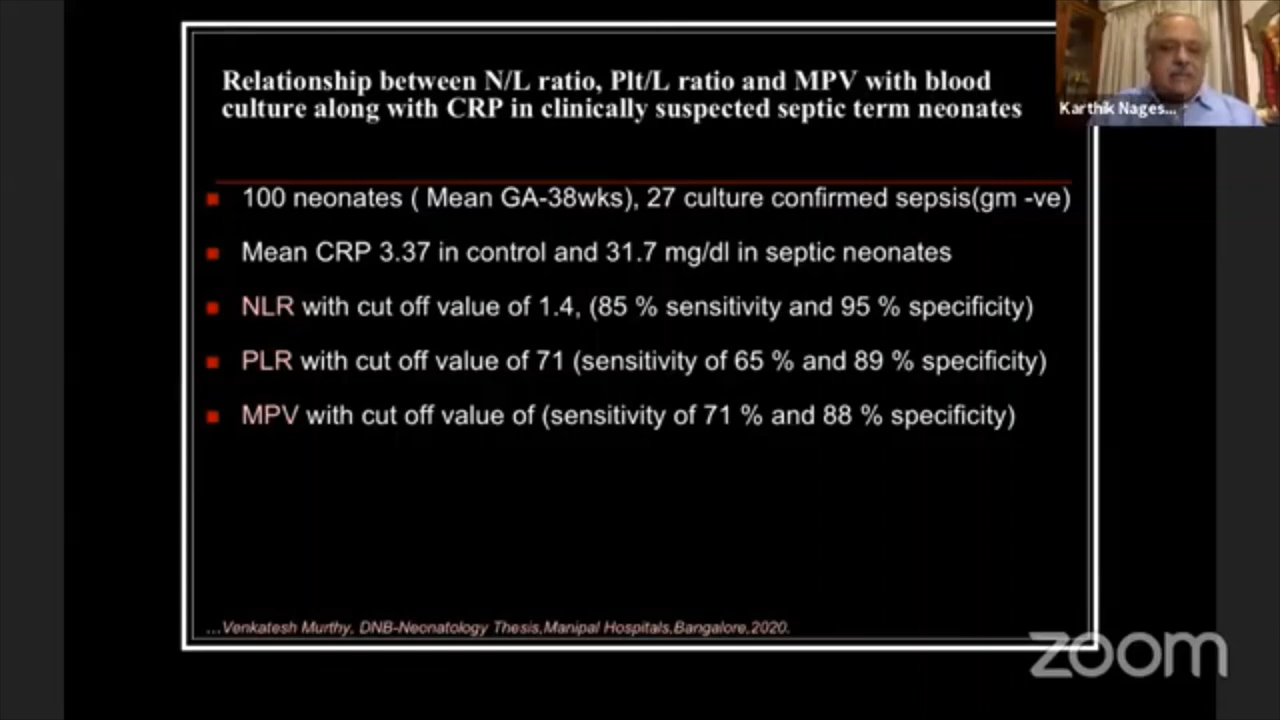 Relationship between N/L ratio, Plt/L ratio and MPV with blood
culture along with CRP in clinically suspected septic term neonates
Karthik Nages...
100 neonates ( Mean GA-38wks), 27 culture confirmed sepsis(gm -ve)
Mean CRP 3.37 in control and 31.7 mg/dl in septic neonates
NLR with cut off value of 1.4, (85 % sensitivity and 95 % specificity)
PLR with cut off value of 71 (sensitivity of 65 % and 89 % specificity)
MPV with cut off value of (sensitivity of 71 % and 88 % specificity)
...Venkatesh Murthy, DNB-Neonatology Thesis,Manipal Hospitals,Bangalore,2020.
zoom